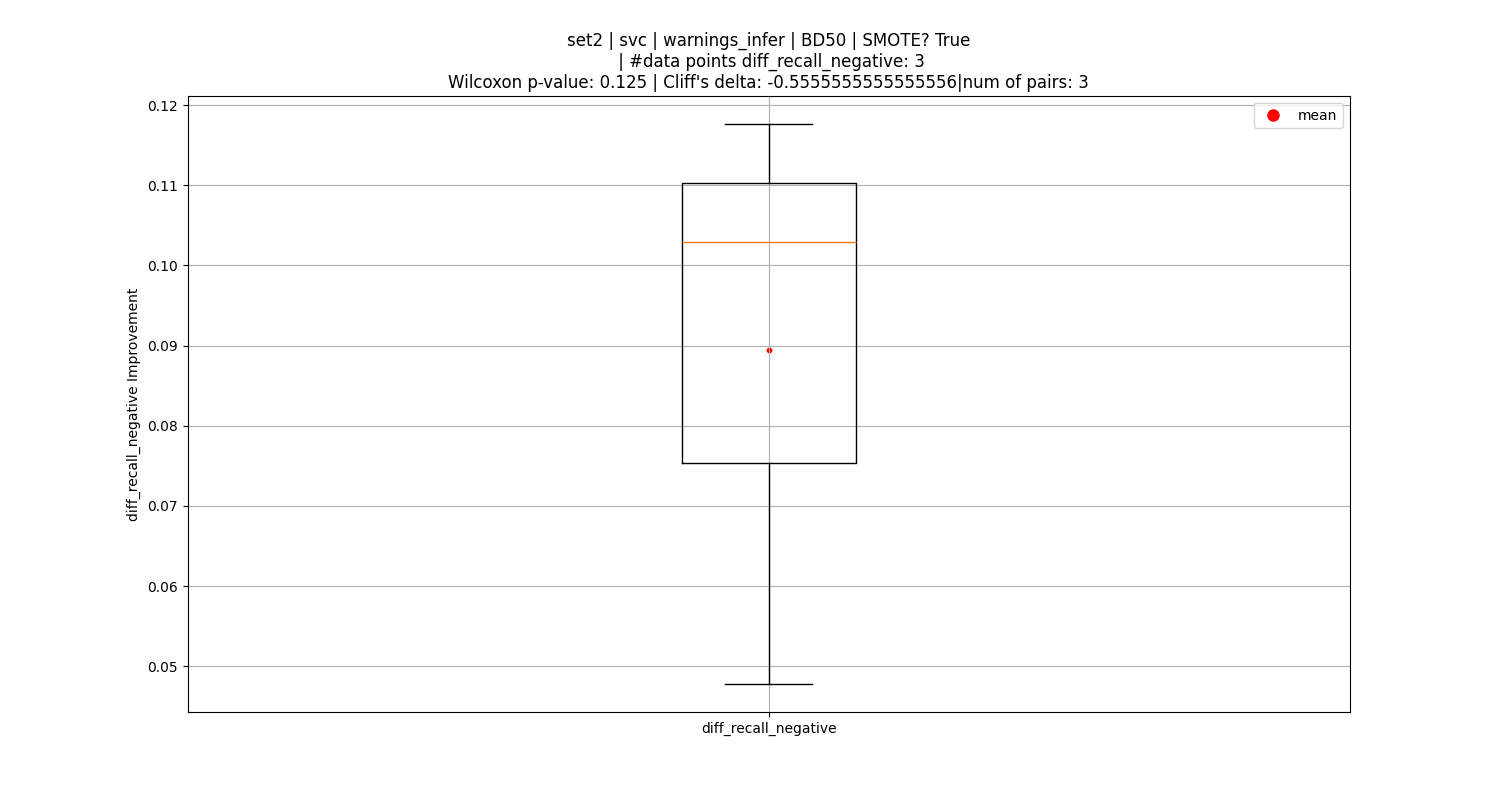 set2 | svc | warnings_infer | BD50 | SMOTE? True
| #data points diff_recall_negative: 3
Wilcoxon p-value: 0.125 | Cliff's delta: -0.5555555555555556|num of pairs: 3
mean
0.12
0.11
0.10
0.09
0.08
0.07
0.06
0.05
diff_recall_negative Improvement
diff_recall_negative